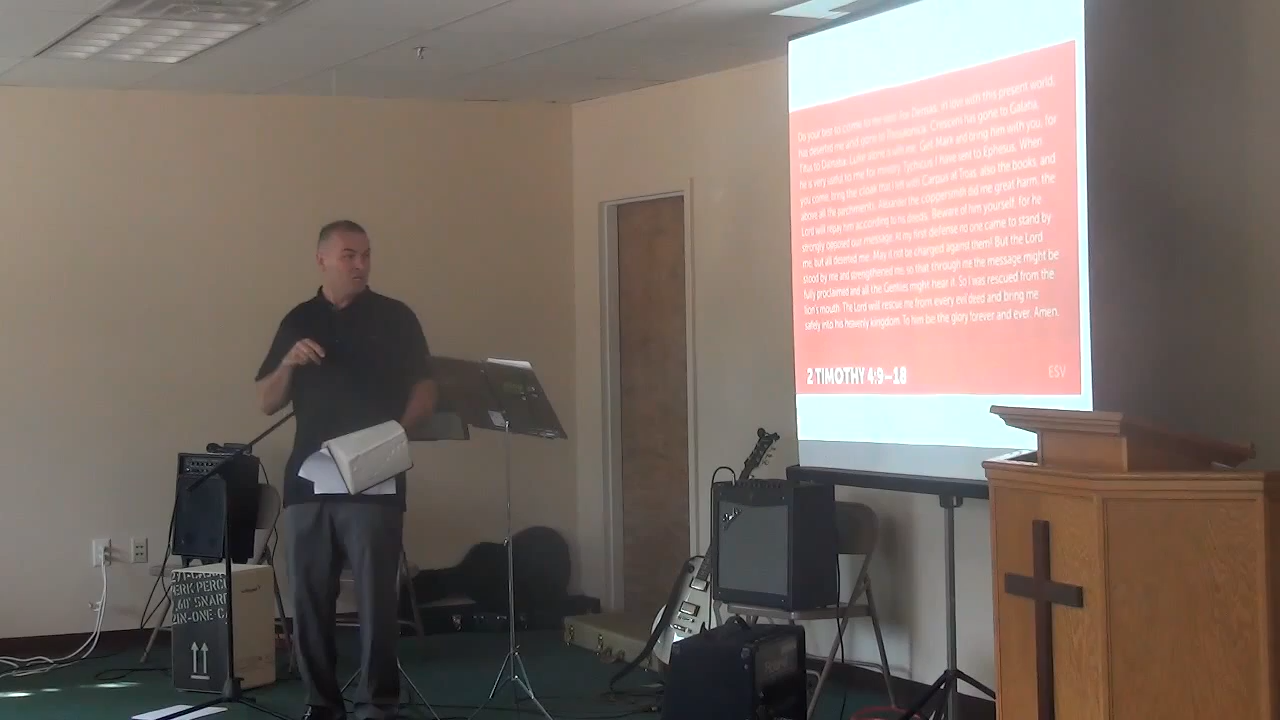 Do your best to come to me soon. For Demas, in love with this present world,
has deserted me and gone to Thessalonica. Crescens has gone to Galatia,
Titus to Dalmatia. Luke alone is with me. Get Mark and bring him with you, for
he is very useful to me for ministry. Tychicus I have sent to Ephesus. When
you come, bring the cloak that I left with Carpus at Troas, also the books, and
above all the parchments. Alexander the coppersmith did me great harm; the
Lord will repay him according to his deeds. Beware of him yourself, for he
strongly opposed our message. At my first defense no one came to stand by
me, but all deserted me. May it not be charged against them! But the Lord
stood by me and strengthened me, so that through me the message might be
fully proclaimed and all the Gentiles might hear it. So I was rescued from the
lion's mouth. The Lord will rescue me from every evil deed and bring me
safely into his heavenly kingdom. To him be the glory forever and ever. Amen.
2 TIMOTHY 4:9–18
ESV
ERK PERCU
SNAR
ON-ONE CA